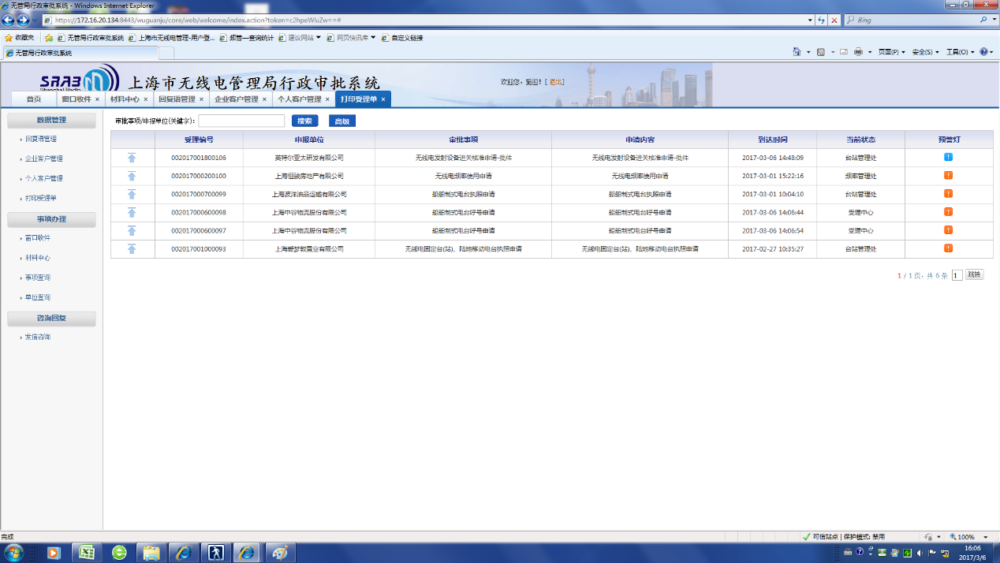 无管局行政审批系统 - Windows Internet Explorer
https://172.16.20.134:8443/wuguanju/core/web/welcome/index.action?token=c2hpeWluZw==#
Bing
收藏夹 无管局行政审批系统 上海市无线电管理-用户登... 频管—查询统计 建议网站 网页快讯库 自定义链接
无管局行政审批系统
页面(P) 安全(S) 工具(O)
SRAB
Shanghai Radio
上海市无线电管理局行政审批系统
欢迎您，施迎! [ 退出]
首页 窗口收件 × 材料中心 × 回复语管理 × 企业客户管理 × 个人客户管理 × 打印受理单 ×
数据管理
回复语管理
企业客户管理
个人客户管理
打印受理单
事项办理
窗口收件
材料中心
事项查询
单位查询
咨询回复
发信咨询
审批事项/申报单位(关键字): 搜索 高级
受理编号 申报单位 审批事项 申请内容 到达时间 当前状态 预警灯
002017001800106 英特尔亚太研发有限公司 无线电发射设备进关核准申请-批件 无线电发射设备进关核准申请-批件 2017-03-06 14:48:09 台站管理处
002017000200100 上海恒骏房地产有限公司 无线电频率使用申请 无线电频率使用申请 2017-03-01 15:22:16 频率管理处
002017000700099 上海波洋油品运输有限公司 船舶制式电台执照申请 船舶制式电台执照申请 2017-03-01 10:04:10 台站管理处
002017000600098 上海中谷物流股份有限公司 船舶制式电台呼号申请 船舶制式电台呼号申请 2017-03-06 14:06:44 受理中心
002017000600097 上海中谷物流股份有限公司 船舶制式电台呼号申请 船舶制式电台呼号申请 2017-03-06 14:06:54 受理中心
002017001000093 上海爱梦敦置业有限公司 无线电固定台(站)、陆地移动电台执照申请 无线电固定台(站)、陆地移动电台执照申请 2017-02-27 10:35:27 台站管理处
1 / 1 页，共 6 条 1 跳转
完成
可信站点 | 保护模式: 禁用
100%
16:06
2017/3/6